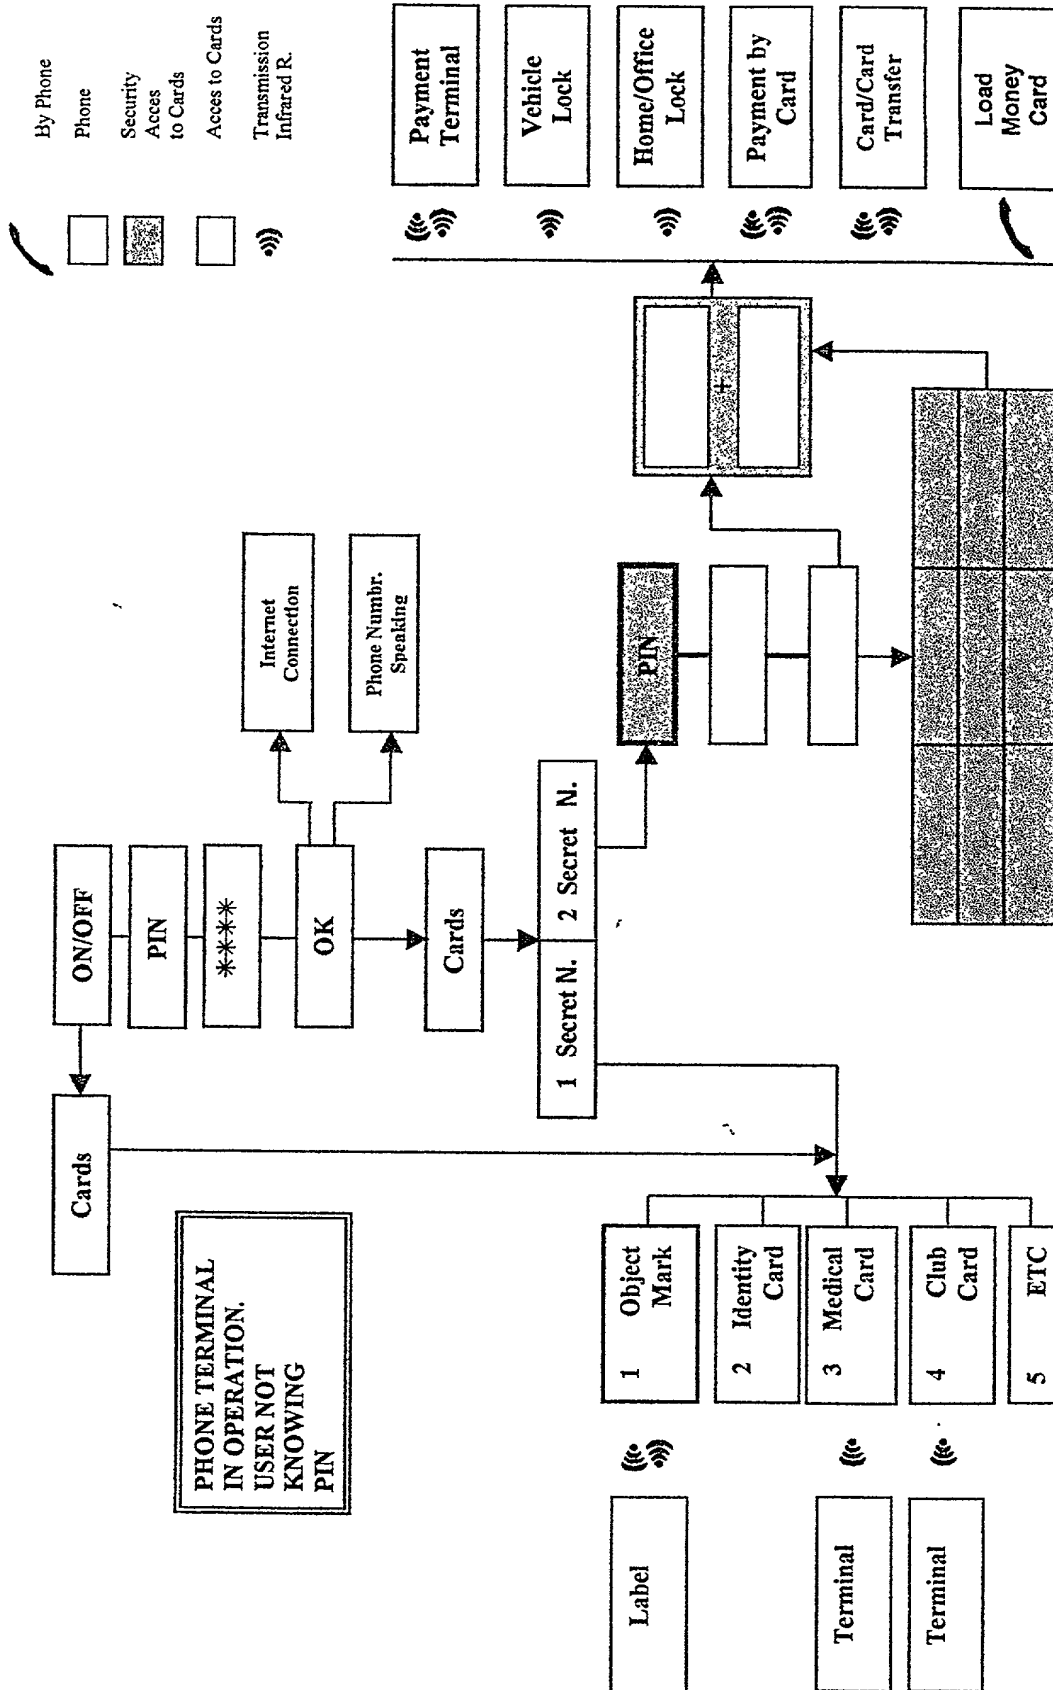 By Phone
Phone
Security
Acces
to Cards
Acces to Cards
Transmission
Infrared R.
PHONE TERMINAL
IN OPERATION.
USER NOT
KNOWING
PIN
Cards
ON/OFF
PIN
****
OK
Internet
Connection
Phone Numbr.
Speaking
Cards
1 Secret N.
2 Secret N.
PIN
+
Payment
Terminal
Vehicle
Lock
Home/Office
Lock
Payment by
Card
Card/Card
Transfer
Load
Money
Card
Label
1 Object
Mark
2 Identity
Card
Terminal
3 Medical
Card
Terminal
4 Club
Card
5 ETC